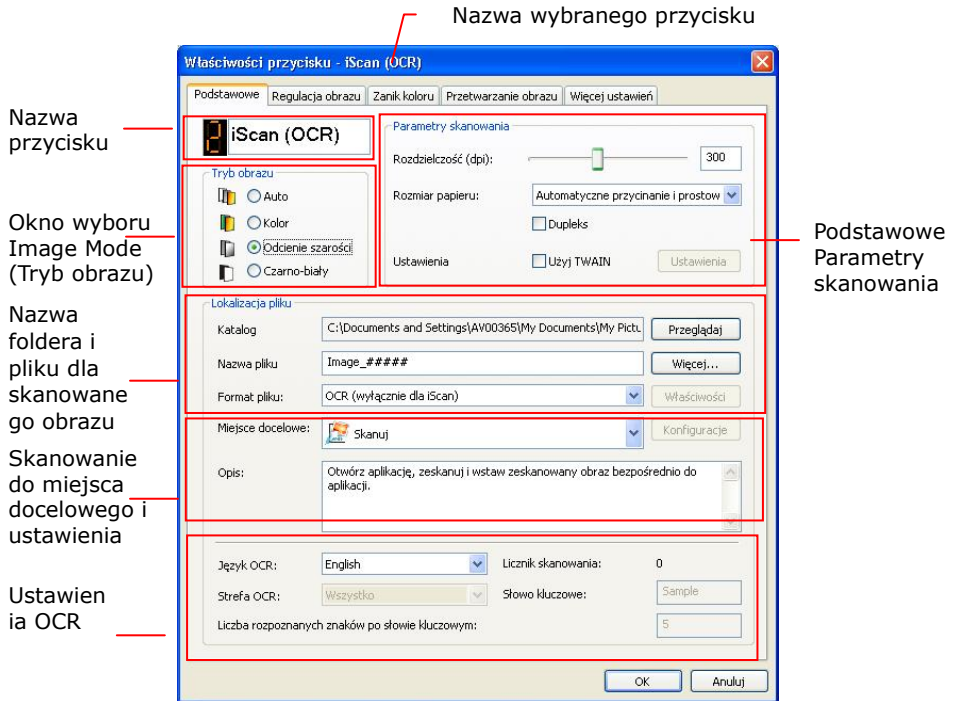 Nazwa wybranego przycisku
Właściwości przycisku - iScan (OCR)
Podstawowe Regulacja obrazu Zanik koloru Przetwarzanie obrazu Więcej ustawień
Nazwa
przycisku
2 iScan (OCR)
Tryb obrazu
Auto
Kolor
Odcienie szarości
Czarno-biały
Okno wyboru
Image Mode
(Tryb obrazu)
Parametry skanowania
Rozdzielczość (dpi): 300
Rozmiar papieru: Automatyczne przycinanie i prostow
Dupleks
Ustawienia Użyj TWAIN Ustawienia
Podstawowe
Parametry
skanowania
Nazwa
foldera i
pliku dla
skanowane
go obrazu
Lokalizacja pliku
Katalog C:\Documents and Settings\AV00365\My Documents\My Pictu Przeglądaj
Nazwa pliku Image_##### Więcej...
Format pliku: OCR (wyłącznie dla iScan) Właściwości
Skanowanie
do miejsca
docelowego i
ustawienia
Miejsce docelowe: Skanuj Konfiguracje
Opis: Otwórz aplikację, zeskanuj i wstaw zeskanowany obraz bezpośrednio do
aplikacji.
Ustawien
ia OCR
Język OCR: English Licznik skanowania: 0
Strefa OCR: Wszystko Słowo kluczowe: Sample
Liczba rozpoznanych znaków po słowie kluczowym: 5
OK Anuluj